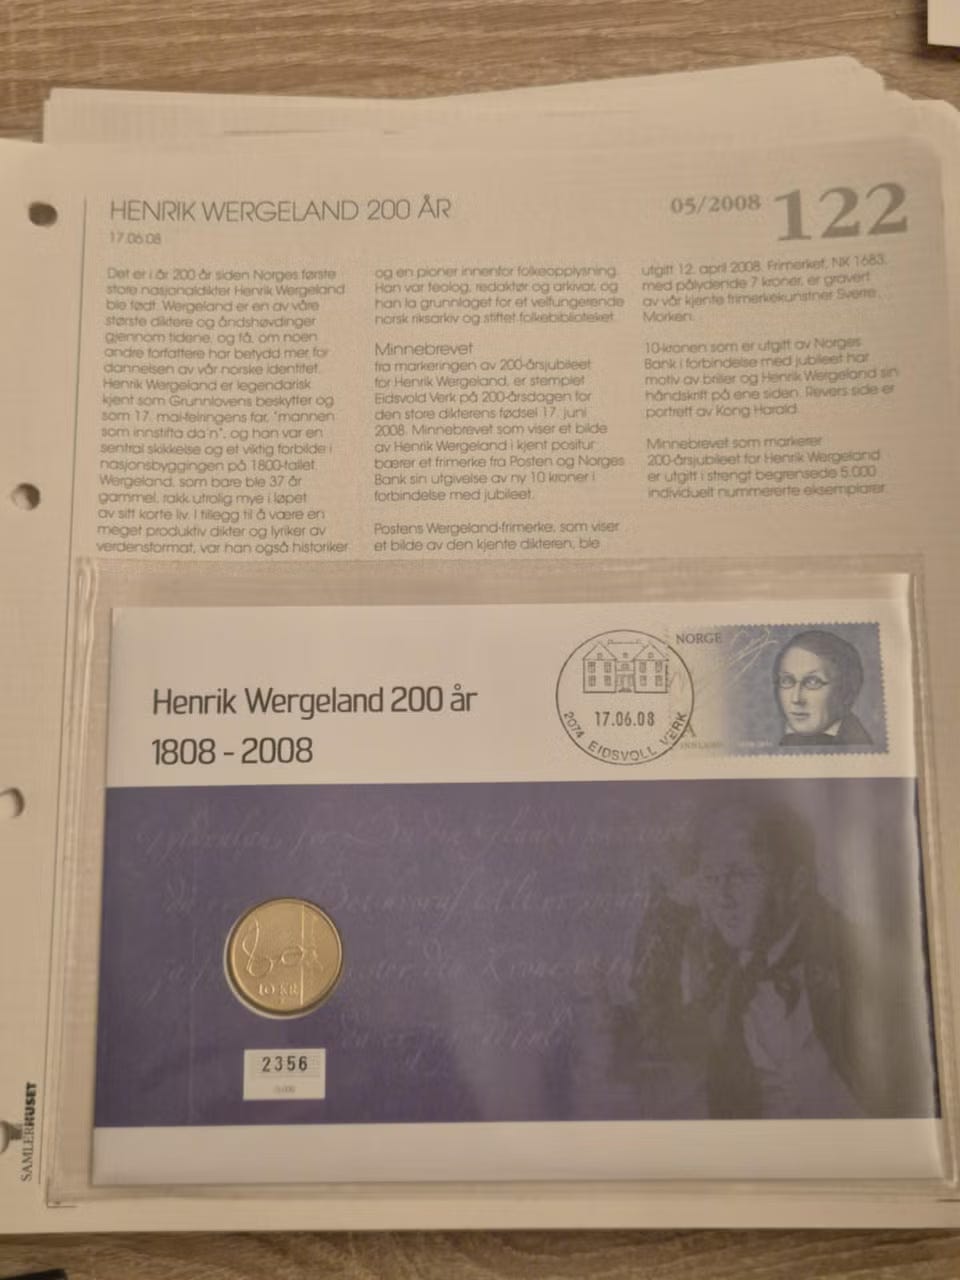 HENRIK WERGELAND 200 ÅR
17.06.08
05/2008 122
Det er i år 200 år siden Norges første
store nasjonaldikter Henrik Wergeland
ble født. Wergeland er en av våre
største diktere og åndshøvdinger
gjennom tidene, og få, om noen
andre forfattere har betydd mer for
dannelsen av vår norske identitet.
Henrik Wergeland er legendarisk
kjent som Grunnlovens beskytter og
som 17. mai-feiringens far, "mannen
som innstifta da'n", og han var en
sentral skikkelse og et viktig forbilde i
nasjonsbyggingen på 1800-tallet.
Wergeland, som bare ble 37 år
gammel, rakk utrolig mye i løpet
av sitt korte liv. I tillegg til å være en
meget produktiv dikter og lyriker av
verdensformat, var han også historiker
og en pioner innenfor folkeopplysning.
Han var teolog, redaktør og arkivar, og
han la grunnlaget for et velfungerende
norsk riksarkiv og stiftet folkebiblioteket.
Minnebrevet
fra markeringen av 200-årsjubileet
for Henrik Wergeland, er stemplet
Eidsvold Verk på 200-årsdagen for
den store dikterens fødsel 17. juni
2008. Minnebrevet som viser et bilde
av Henrik Wergeland i kjent positur
bærer et frimerke fra Posten og Norges
Bank sin utgivelse av ny 10 kroner i
forbindelse med jubileet.
Postens Wergeland-frimerke, som viser
et bilde av den kjente dikteren, ble
utgitt 12. april 2008. Frimerket, NK 1683,
med pålydende 7 kroner, er gravert
av vår kjente frimerkekunstner Sverre
Morken.
10-kronen som er utgitt av Norges
Bank i forbindelse med jubileet har
motiv av briller og Henrik Wergeland sin
håndskrift på ene siden. Revers side er
portrett av Kong Harald.
Minnebrevet som markerer
200-årsjubileet for Henrik Wergeland
er utgitt i strengt begrensede 5.000
individuelt nummererte eksemplarer.
Henrik Wergeland 200 år
1808 - 2008
17.06.08
2074 EIDSVOLL VERK
NORGE
A
INNLAND
10 KR
2356
SAMLERHUSET